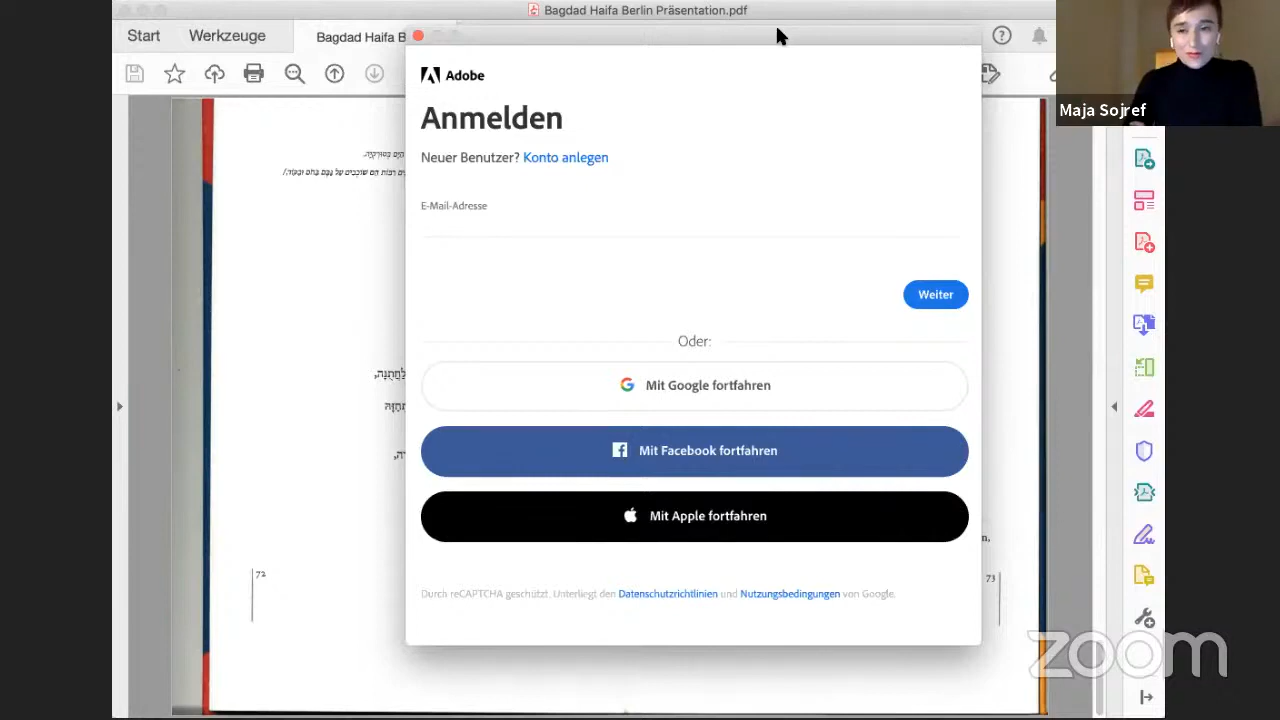 Bagdad Haifa Berlin Präsentation.pdf
Start
Werkzeuge
Bagdad Haifa B
Maja Sojref
Adobe
Anmelden
Neuer Benutzer? Konto anlegen
E-Mail-Adresse
Weiter
Oder:
Mit Google fortfahren
Mit Facebook fortfahren
Mit Apple fortfahren
Durch reCAPTCHA geschützt. Unterliegt den Datenschutzrichtlinien und Nutzungsbedingungen von Google.
72
73
zoom